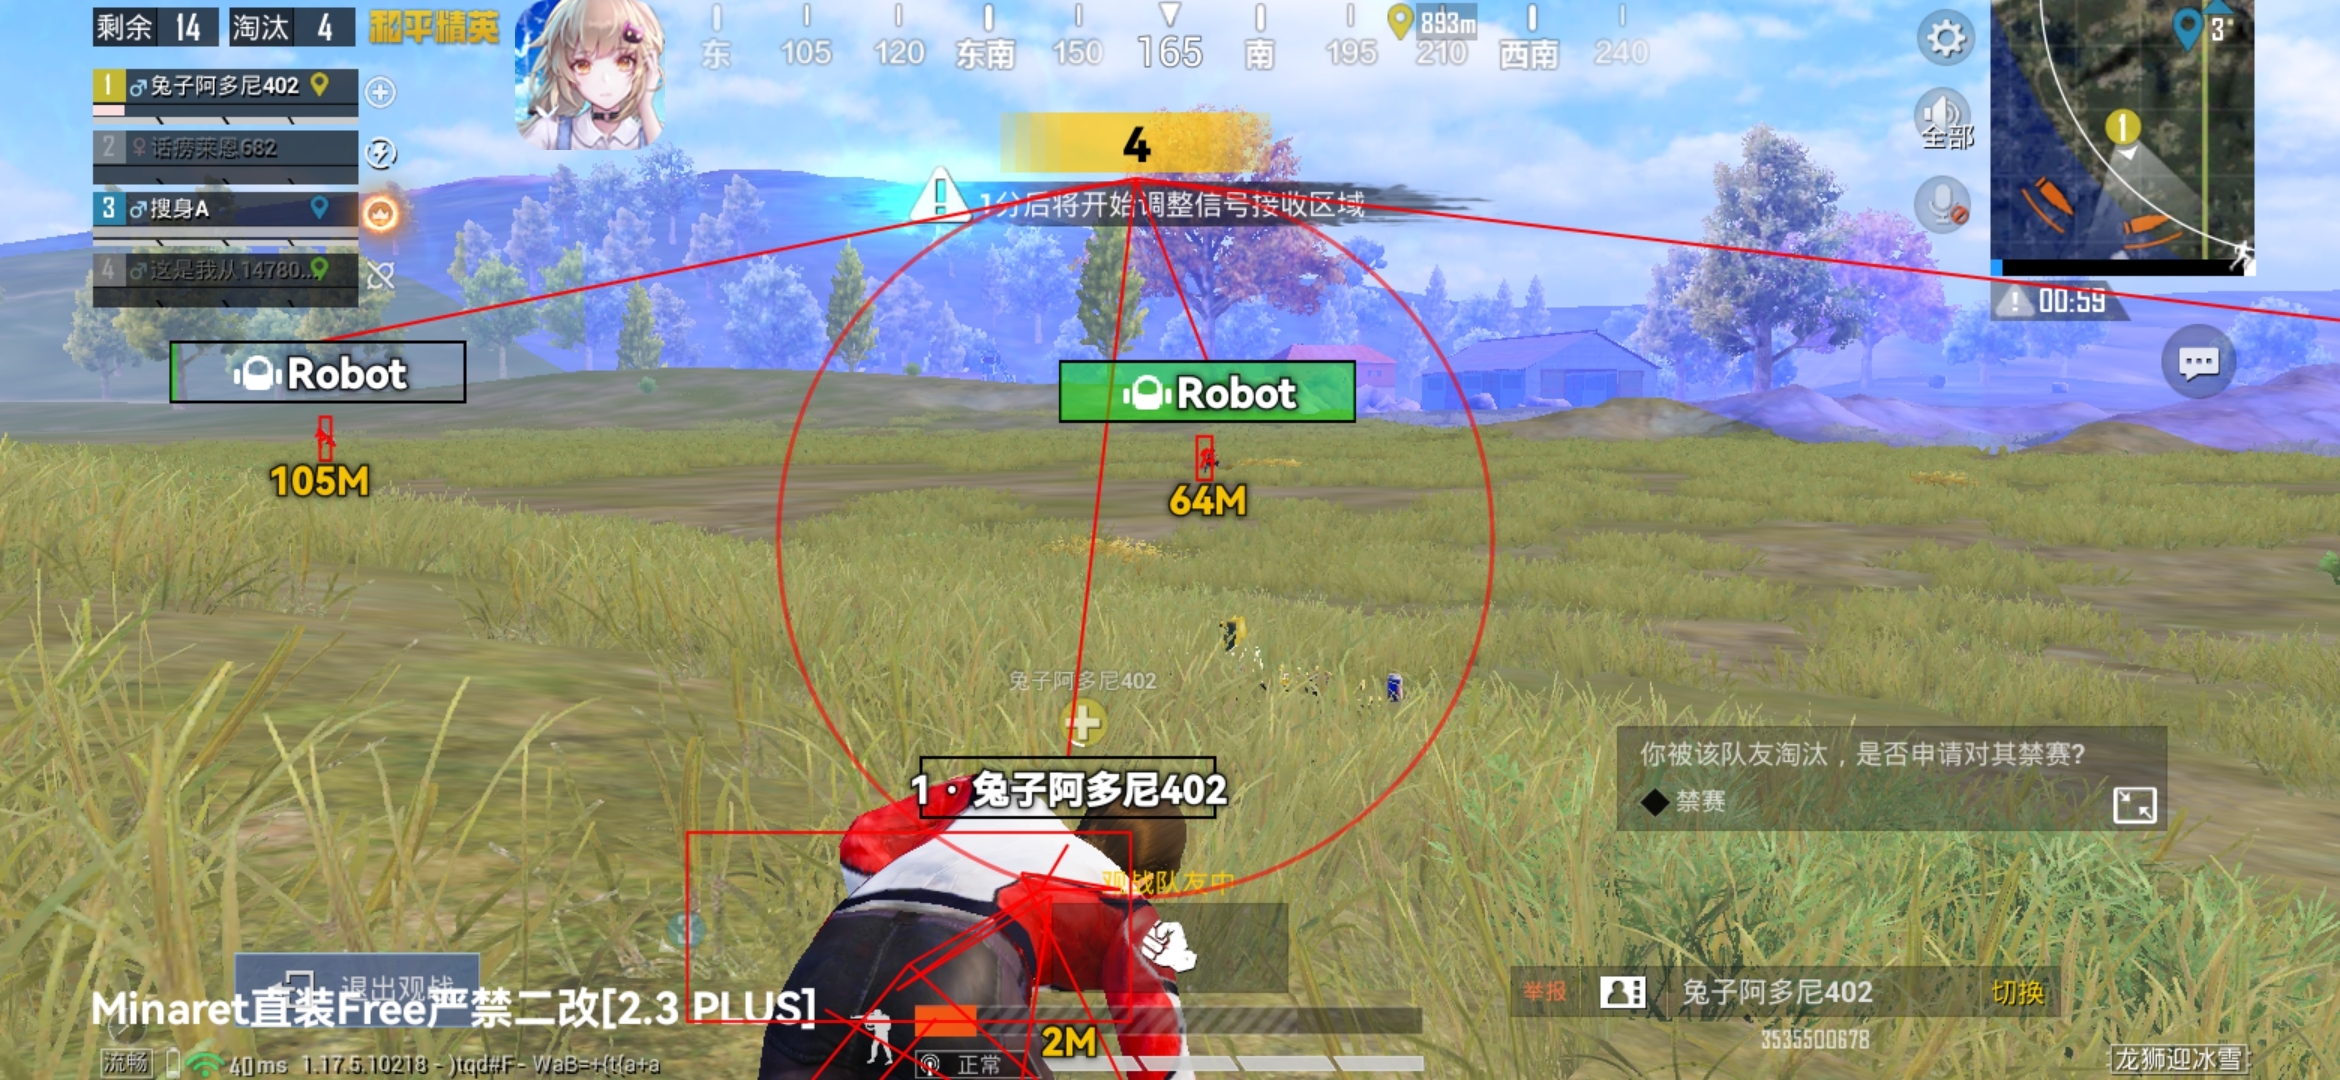 剩余 14 淘汰 4 和平精英
1 ♂兔子阿多尼402
2 ♀话痨莱恩682
3 ♂搜身A
4 ♂这是我从14780...
东 105 120 东南 150 165 南 195 210 西南 240
893m
3
全部
1
00:59
4
1分后将开始调整信号接收区域
Robot
105M
Robot
64M
兔子阿多尼402
1 · 兔子阿多尼402
观战队友中
你被该队友淘汰，是否申请对其禁赛?
禁赛
退出观战
Minaret直装Free严禁二改[2.3 PLUS]
举报 兔子阿多尼402 切换
3535500678
2M
正常
流畅 40ms 1.17.5.10218 - )tqd#F - WaB=+{t{a+a
龙狮迎冰雪